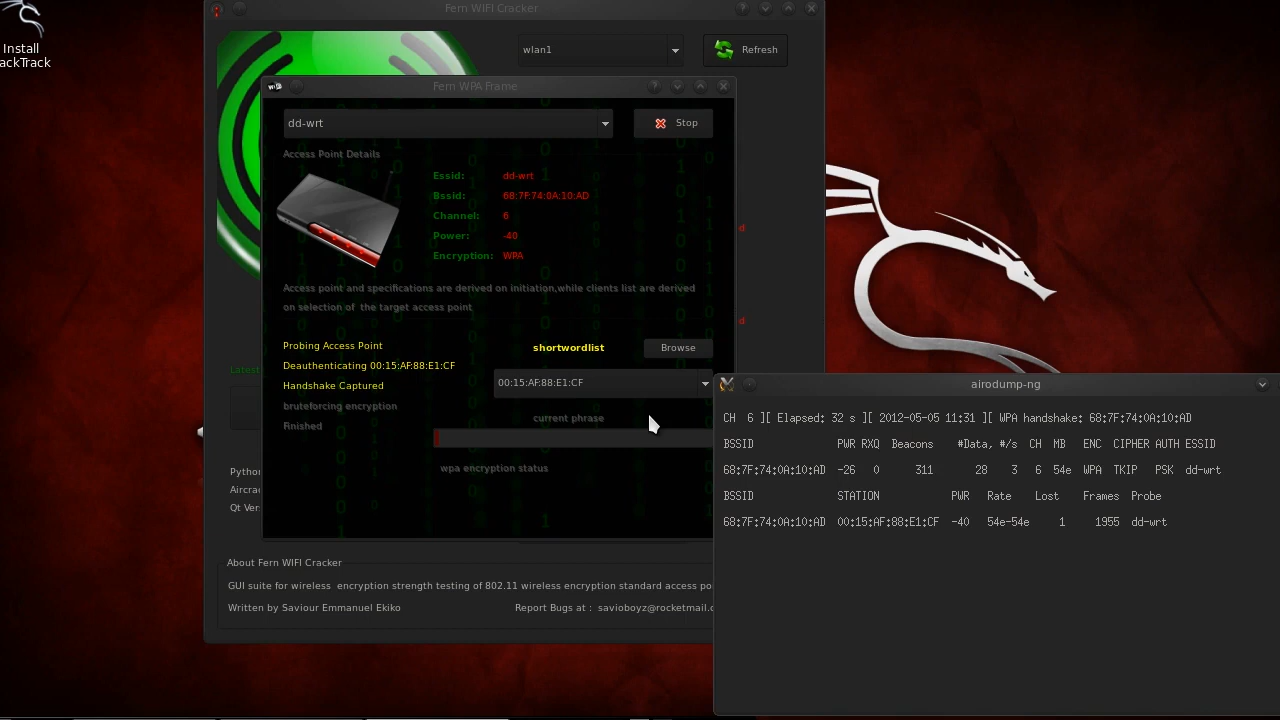 Install
ackTrack
Fern WIFI Cracker
wlan1
Refresh
Fern WPA Frame
dd-wrt
Stop
Access Point Details
Essid: dd-wrt
Bssid: 68:7F:74:0A:10:AD
Channel: 6
Power: -40
Encryption: WPA
Access point and specifications are derived on initiation,while clients list are derived
on selection of the target access point
d
d
Probing Access Point
shortwordlist
Browse
Deauthenticating 00:15:AF:88:E1:CF
Handshake Captured
00:15:AF:88:E1:CF
bruteforcing encryption
current phrase
Finished
wpa encryption status
Latest
Python
Aircrac
Qt Ver
About Fern WIFI Cracker
GUI suite for wireless encryption strength testing of 802.11 wireless encryption standard access po
Written by Saviour Emmanuel Ekiko
Report Bugs at : savioboyz@rocketmail.c
airodump-ng
CH 6 ][ Elapsed: 32 s ][ 2012-05-05 11:31 ][ WPA handshake: 68:7F:74:0A:10:AD
BSSID PWR RXQ Beacons #Data, #/s CH MB ENC CIPHER AUTH ESSID
68:7F:74:0A:10:AD -26 0 311 28 3 6 54e WPA TKIP PSK dd-wrt
BSSID STATION PWR Rate Lost Frames Probe
68:7F:74:0A:10:AD 00:15:AF:88:E1:CF -40 54e-54e 1 1955 dd-wrt